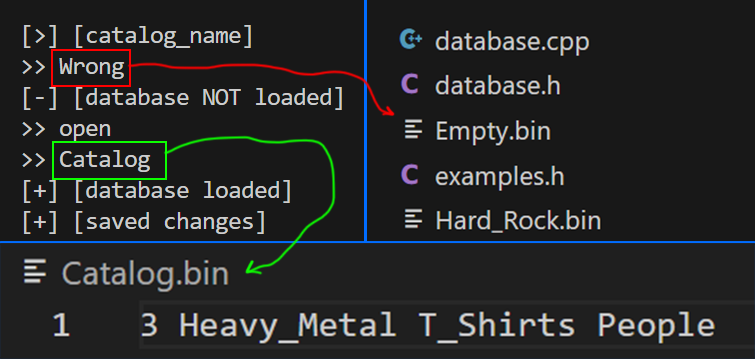 [>] [catalog_name]
>> Wrong
[-] [database NOT loaded]
>> open
>> Catalog
[+] [database loaded]
[+] [saved changes]
database.cpp
database.h
Empty.bin
examples.h
Hard_Rock.bin
Catalog.bin
1 3 Heavy_Metal T_Shirts People